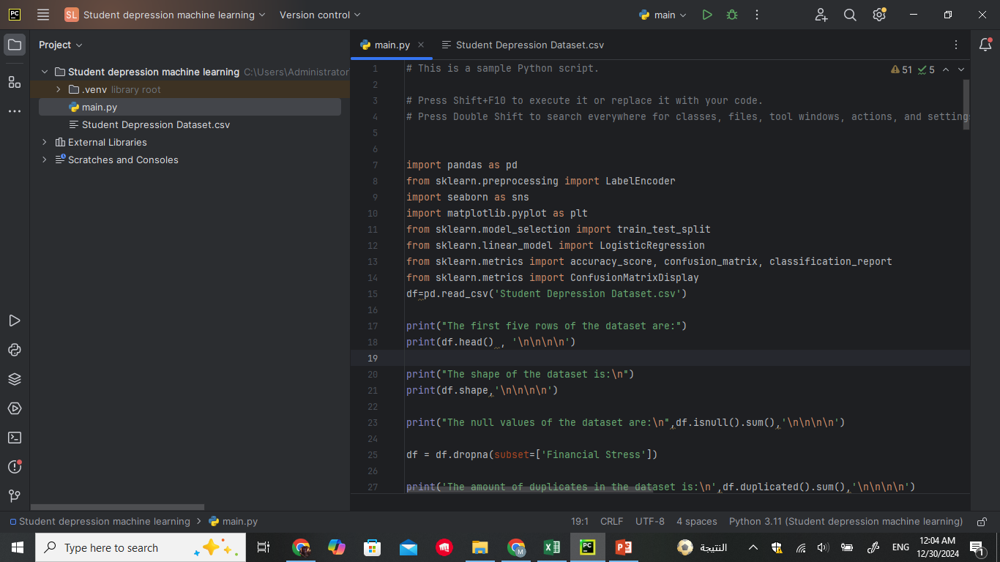 PC
SL Student depression machine learning
Version control
main
Project
Student depression machine learning C:\Users\Administrator
.venv library root
main.py
Student Depression Dataset.csv
External Libraries
Scratches and Consoles
main.py
Student Depression Dataset.csv
51
5
1 # This is a sample Python script.
2
3 # Press Shift+F10 to execute it or replace it with your code.
4 # Press Double Shift to search everywhere for classes, files, tool windows, actions, and setting
5
6
7 import pandas as pd
8 from sklearn.preprocessing import LabelEncoder
9 import seaborn as sns
10 import matplotlib.pyplot as plt
11 from sklearn.model_selection import train_test_split
12 from sklearn.linear_model import LogisticRegression
13 from sklearn.metrics import accuracy_score, confusion_matrix, classification_report
14 from sklearn.metrics import ConfusionMatrixDisplay
15 df=pd.read_csv('Student Depression Dataset.csv')
16
17 print("The first five rows of the dataset are:")
18 print(df.head() , '\n\n\n\n')
19
20 print("The shape of the dataset is:\n")
21 print(df.shape,'\n\n\n\n')
22
23 print("The null values of the dataset are:\n",df.isnull().sum(),'\n\n\n\n')
24
25 df = df.dropna(subset=['Financial Stress'])
26
27 print('The amount of duplicates in the dataset is:\n',df.duplicated().sum(),'\n\n\n\n')
Student depression machine learning
main.py
19:1 CRLF UTF-8 4 spaces Python 3.11 (Student depression machine learning)
Type here to search
M
PC
النتيجة
ENG
12:04 AM
12/30/2024
1